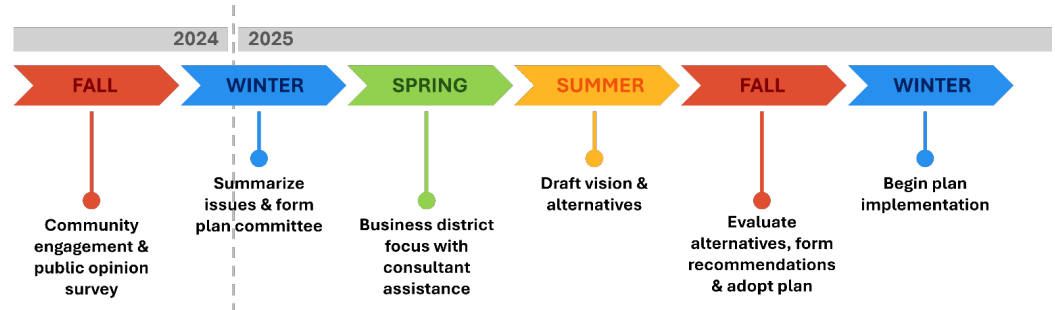 2024 2025
FALL WINTER SPRING SUMMER FALL WINTER
Community
engagement &
public opinion
survey
Summarize
issues & form
plan committee
Business district
focus with
consultant
assistance
Draft vision &
alternatives
Evaluate
alternatives, form
recommendations
& adopt plan
Begin plan
implementation